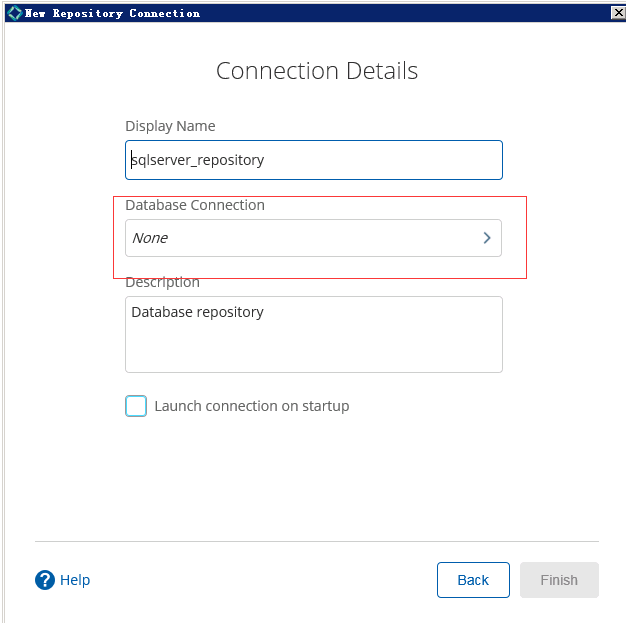 New Repository Connection
Connection Details
Display Name
sqlserver_repository
Database Connection
None
Description
Database repository
Launch connection on startup
? Help
Back
Finish